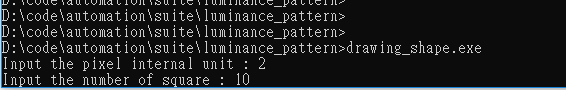 D:\code\automation\suite\luminance_pattern>
D:\code\automation\suite\luminance_pattern>
D:\code\automation\suite\luminance_pattern>
D:\code\automation\suite\luminance_pattern>drawing_shape.exe
Input the pixel internal unit : 2
Input the number of square : 10